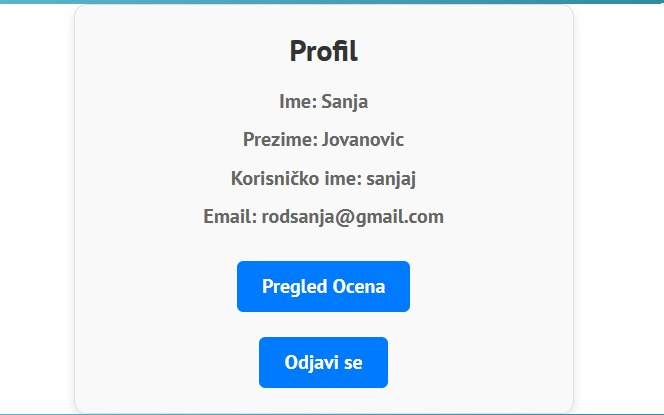 Profil
Ime: Sanja
Prezime: Jovanovic
Korisničko ime: sanjaj
Email: rodsanja@gmail.com
Pregled Ocena
Odjavi se